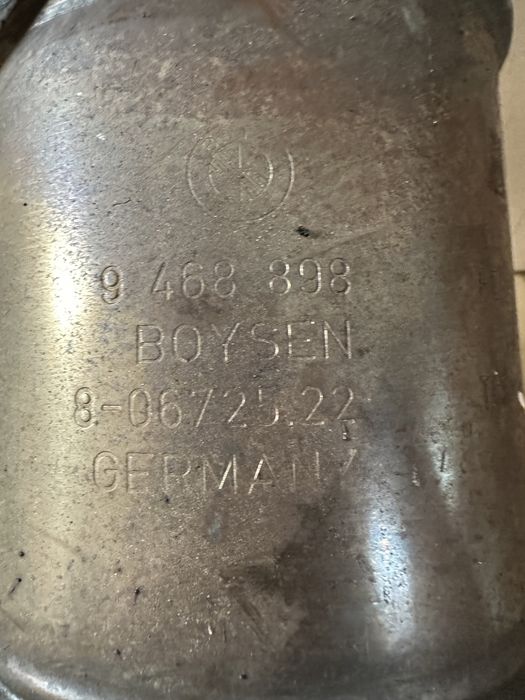 9 468 898
BOYSEN
8-06725.22
GERMANY